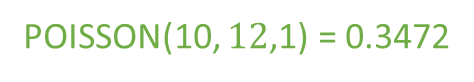 POISSON(10, 12,1) = 0.3472